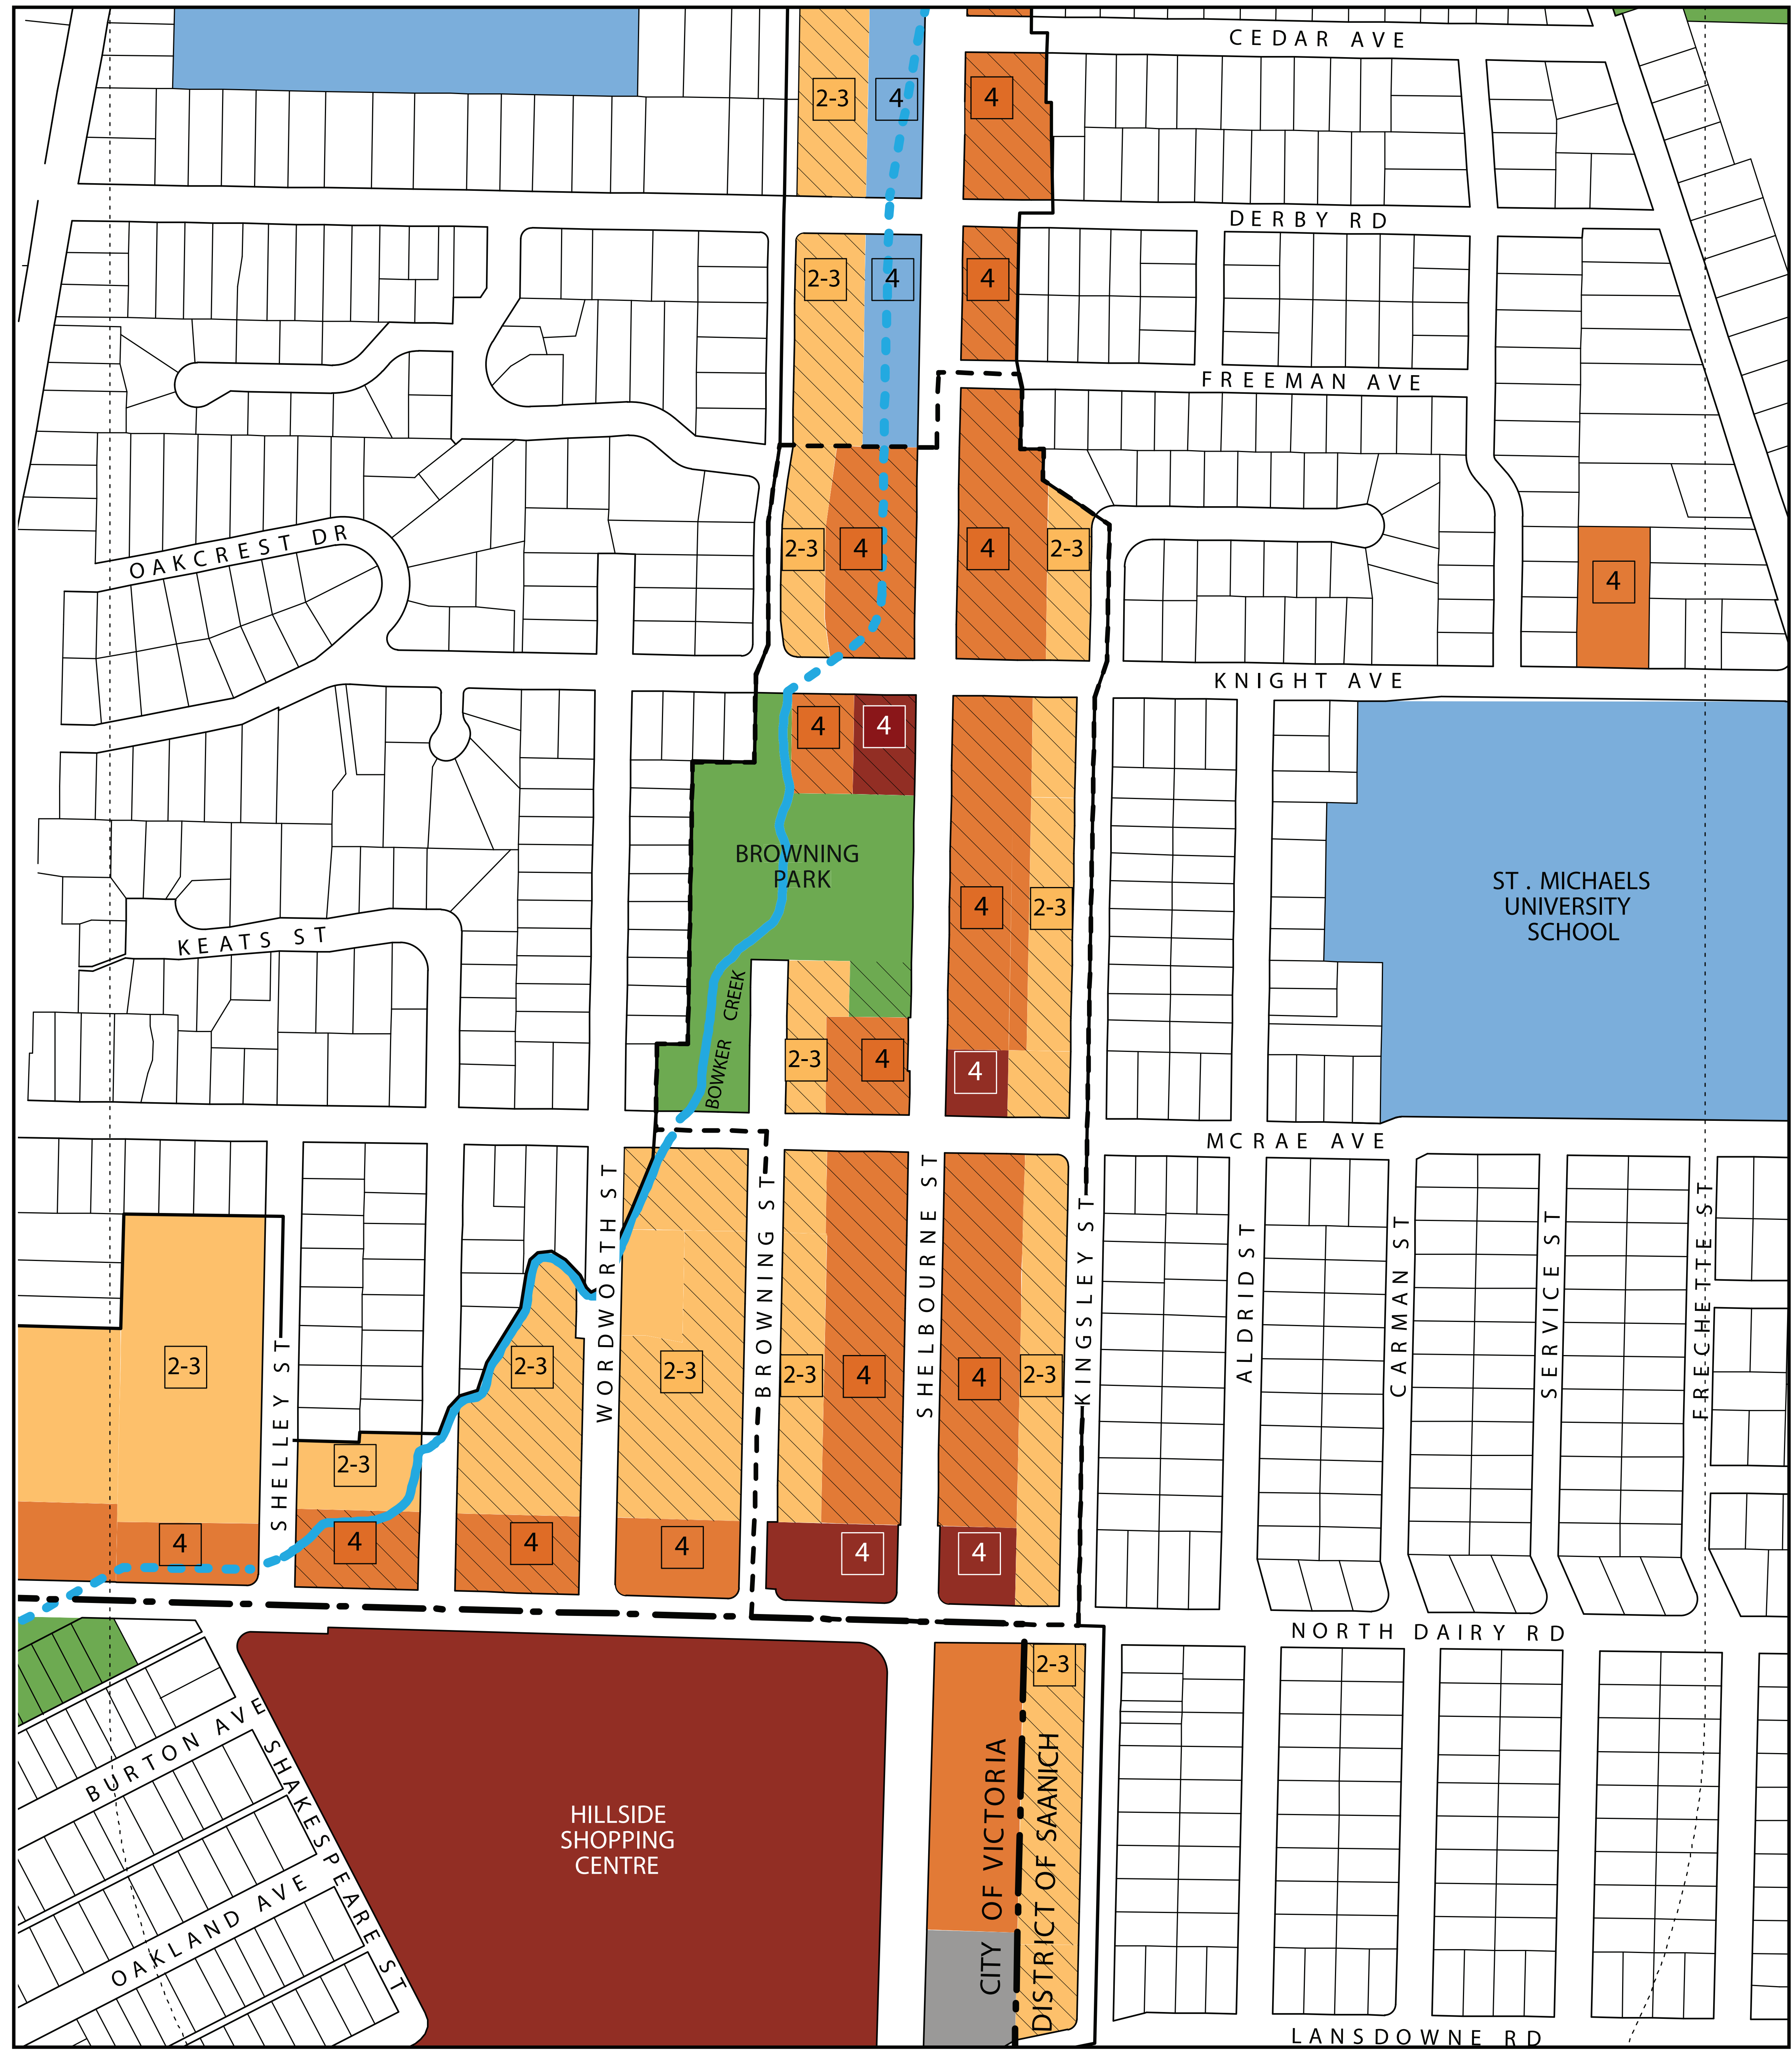 CEDAR AVE
2-3
4
4
DERBY RD
2-3
4
4
FREEMAN AVE
OAKCREST DR
2-3
4
4
2-3
4
KNIGHT AVE
4
4
BROWNING
PARK
ST . MICHAELS
UNIVERSITY
SCHOOL
4
2-3
KEATS ST
BOWKER CREEK
2-3
4
4
MCRAE AVE
WORDWORTH ST
BROWNING ST
SHELBOURNE ST
KINGSLEY ST
ALDRIDST
CARMAN ST
SERVICE ST
FRECHETTE ST
2-3
SHELLEY ST
2-3
2-3
2-3
4
4
2-3
2-3
4
4
4
4
4
4
NORTH DAIRY RD
2-3
BURTON AVE
SHAKESPEARE ST
OAKLAND AVE
HILLSIDE
SHOPPING
CENTRE
CITY OF VICTORIA
DISTRICT OF SAANICH
LANSDOWNE RD